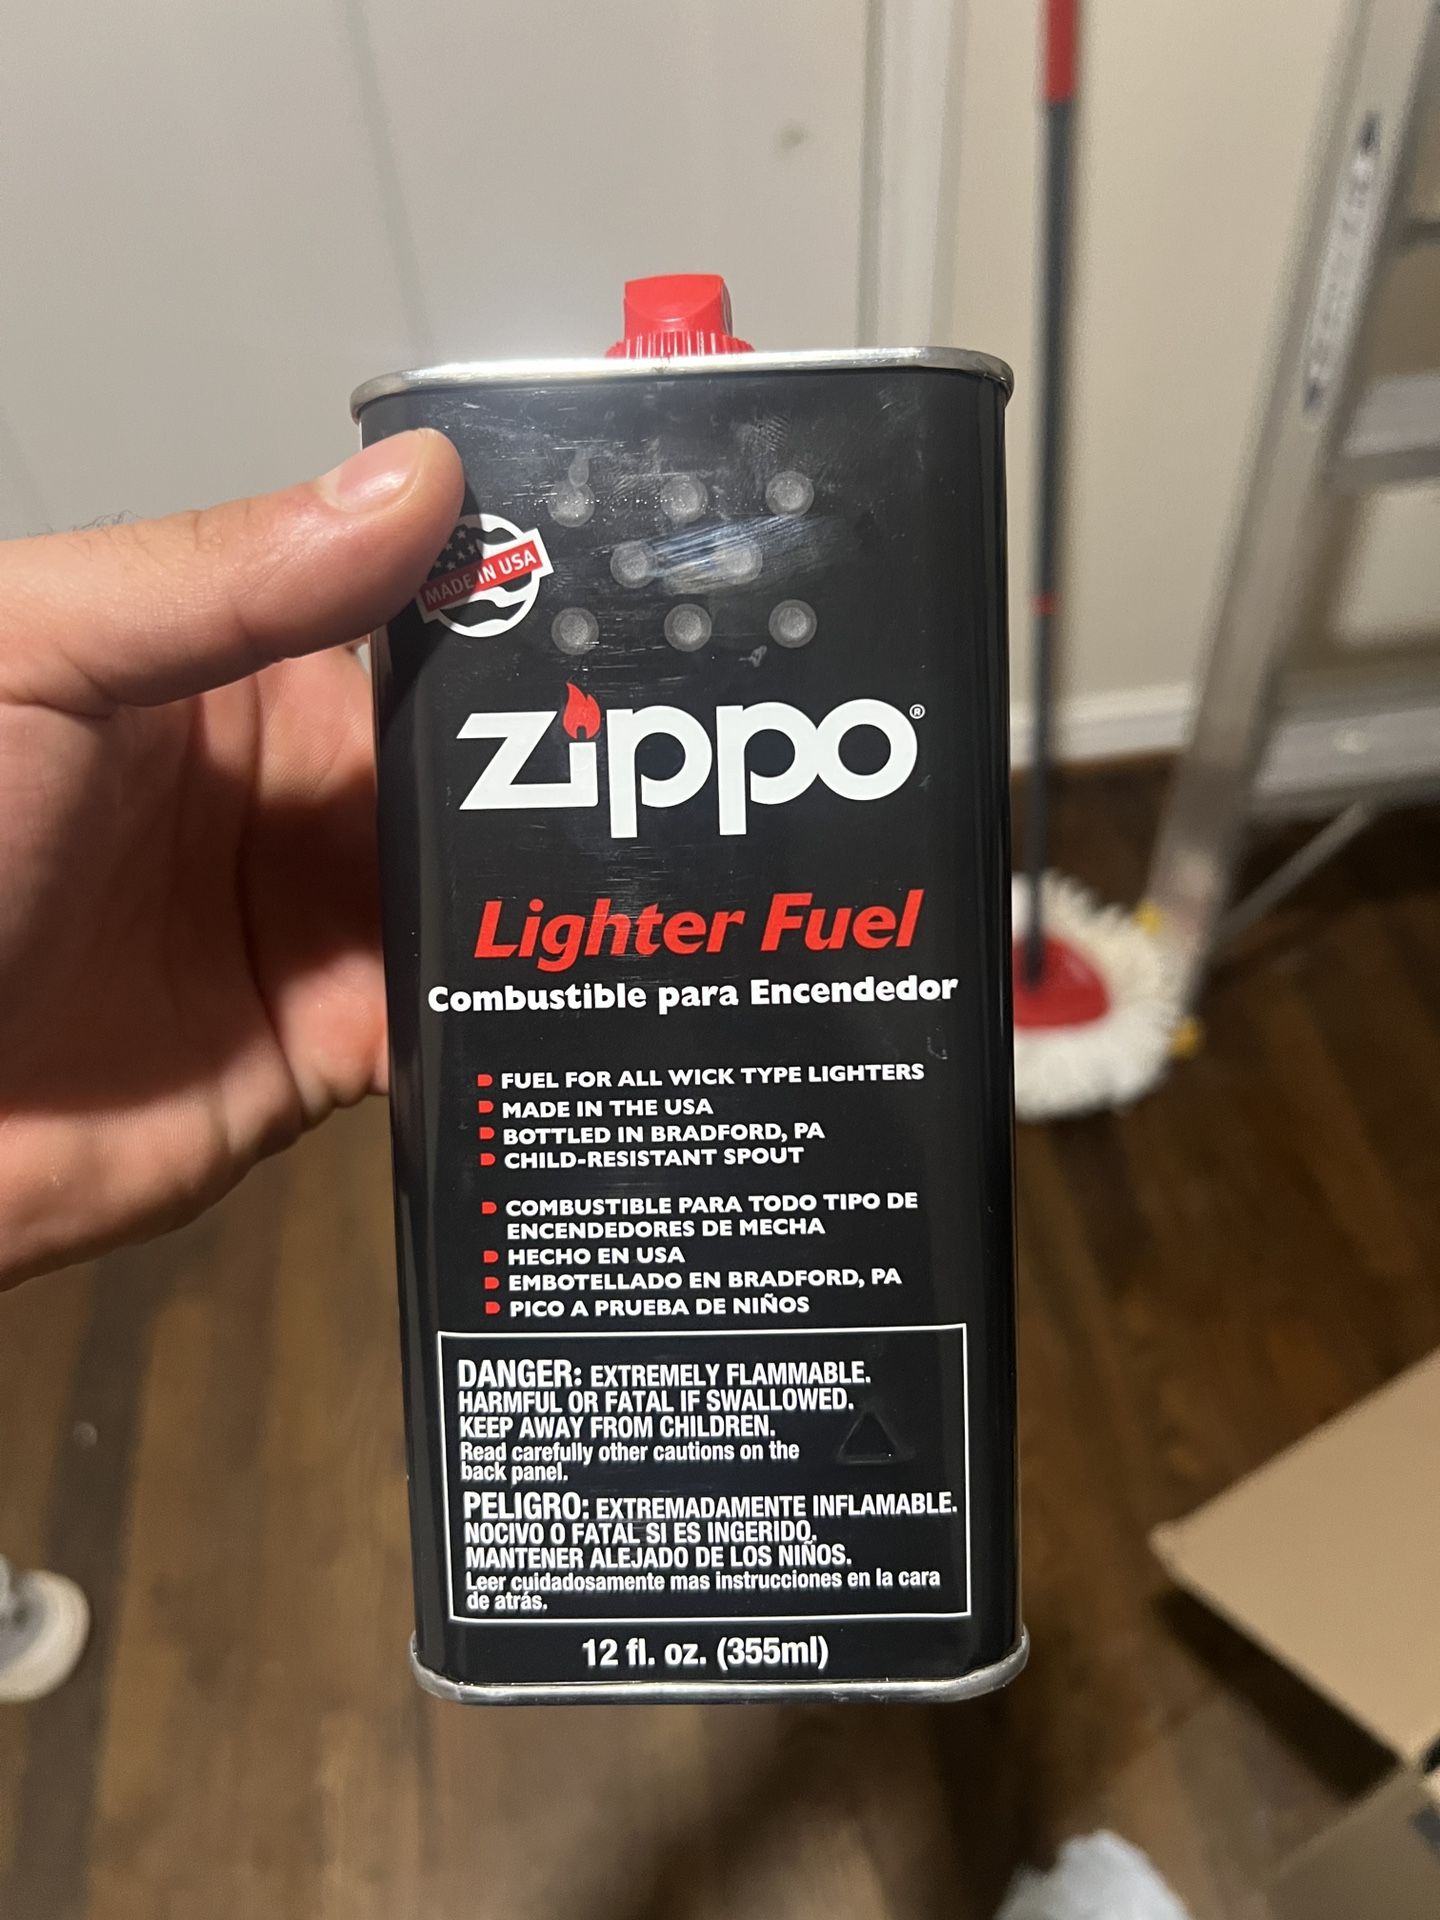 MADE IN USA
zippo®
Lighter Fuel
Combustible para Encendedor
FUEL FOR ALL WICK TYPE LIGHTERS
MADE IN THE USA
BOTTLED IN BRADFORD, PA
CHILD-RESISTANT SPOUT
COMBUSTIBLE PARA TODO TIPO DE
ENCENDEDORES DE MECHA
HECHO EN USA
EMBOTELLADO EN BRADFORD, PA
PICO A PRUEBA DE NIÑOS
DANGER: EXTREMELY FLAMMABLE.
HARMFUL OR FATAL IF SWALLOWED.
KEEP AWAY FROM CHILDREN.
Read carefully other cautions on the
back panel.
PELIGRO: EXTREMADAMENTE INFLAMABLE.
NOCIVO O FATAL SI ES INGERIDO.
MANTENER ALEJADO DE LOS NIÑOS.
Leer cuidadosamente mas instrucciones en la cara
de atrás.
12 fl. oz. (355ml)